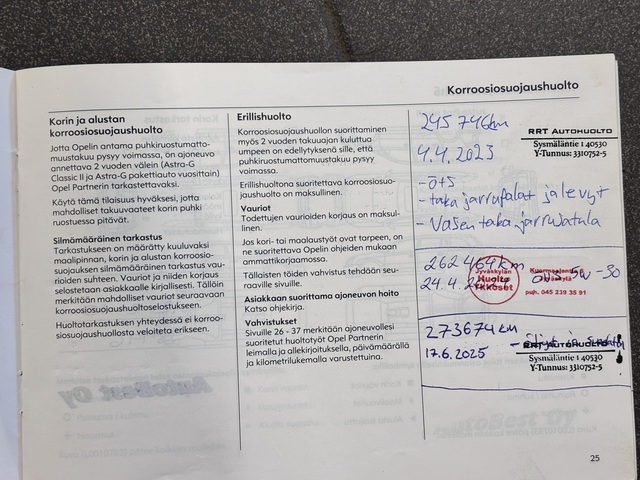 Korroosiosuojaushuolto
Korin ja alustan
korroosiosuojaushuolto
Jotta Opelin antama puhkiruostumatto-
muustakuu pysyy voimassa, on ajoneuvo
annettava 2 vuoden välein (Astra-G
Classic II ja Astra-G pakettiauto vuosittain)
Opel Partnerin tarkastettavaksi.
Käytä tämä tilaisuus hyväksesi, jotta
mahdolliset takuuvaateet korin puhki
ruostuessa pitävät.
Silmämääräinen tarkastus
Tarkastukseen on määrätty kuuluvaksi
maalipinnan, korin ja alustan korroosio-
suojauksen silmämääräinen tarkastus vau-
rioiden suhteen. Vauriot ja niiden korjaus
selostetaan asiakkaalle kirjallisesti. Tällöin
merkitään mahdolliset vauriot seuraavaan
korroosiosuojaushuoltoselostukseen.
Huoltotarkastuksen yhteydessä ei korroo-
siosuojaushuollosta veloiteta erikseen.
Erillishuolto
Korroosiosuojaushuollon suorittaminen
myös 2 vuoden takuuajan kuluttua
umpeen on edellytyksenä sille, että
puhkiruostumattomuustakuu pysyy
voimassa.
Erillishuoltona suoritettava korroosiosuo-
jaushuolto on maksullinen.
Vauriot
Todettujen vaurioiden korjaus on maksul-
linen.
Jos kori- tai maalaustyöt ovat tarpeen, on
ne suoritettava Opelin ohjeiden mukaan
ammattikorjaamossa.
Tällaisten töiden vahvistus tehdään seu-
raaville sivuille.
Asiakkaan suorittama ajoneuvon hoito
Katso ohjekirja.
Vahvistukset
Sivuille 26 - 37 merkitään ajoneuvollesi
suoritetut huoltotyöt Opel Partnerin
leimalla ja allekirjoituksella, päivämäärällä
ja kilometrilukemalla varustettuina.
245 746km
RRT AUTOHUOLTO
Sysmäläntie 1 40530
Y-Tunnus: 3310752-5
4.4.2023
- ö+s
- taka jarrupalat ja levyt
- Vasen taka jarrusatula
262 464km
Jyväskylän
Huolto
Ykköset
Jyväskylä
puh. 045 239 35 91
5W-30
24.4.
273674km
17.6.2025
RRT AUTOHUOLTO
Sysmäläntie 1 40530
Y-Tunnus: 3310752-5
25